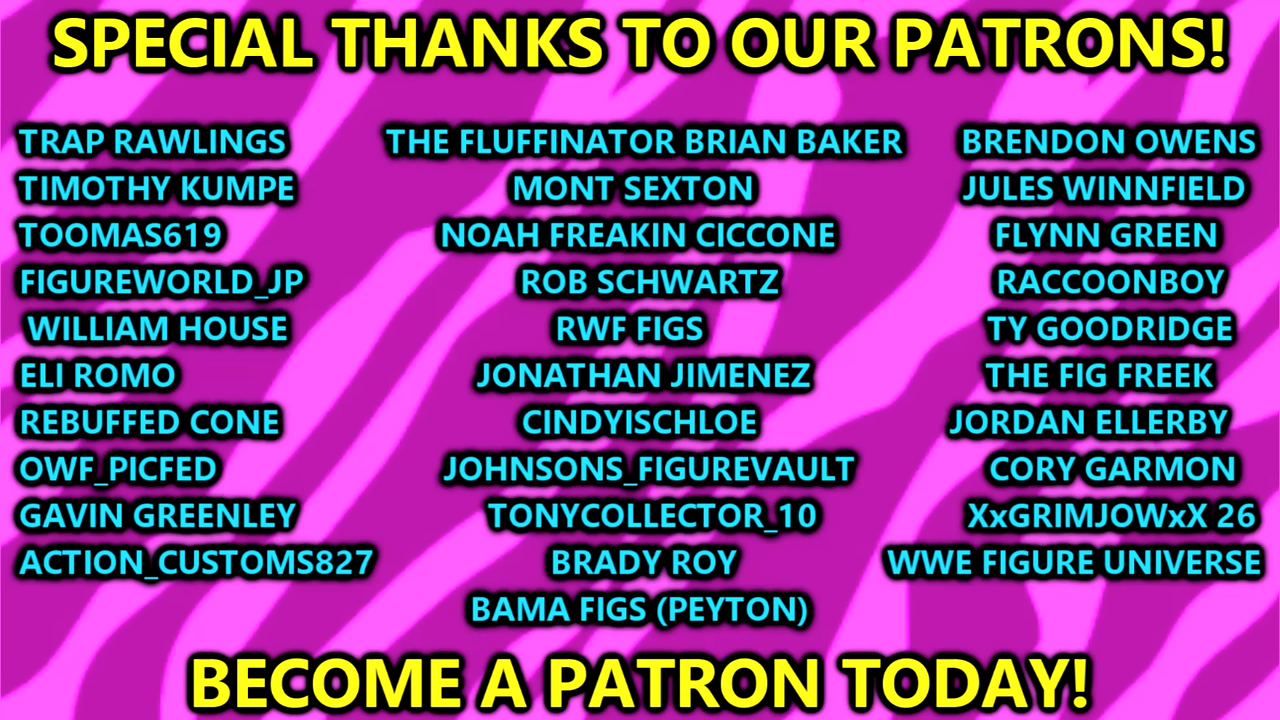 SPECIAL THANKS TO OUR PATRONS!
TRAP RAWLINGS
TIMOTHY KUMPE
TOOMAS619
FIGUREWORLD_JP
WILLIAM HOUSE
ELI ROMO
REBUFFED CONE
OWF_PICFED
GAVIN GREENLEY
ACTION_CUSTOMS827
THE FLUFFINATOR BRIAN BAKER
MONT SEXTON
NOAH FREAKIN CICCONE
ROB SCHWARTZ
RWF FIGS
JONATHAN JIMENEZ
CINDYISCHLOE
JOHNSONS_FIGUREVAULT
TONYCOLLECTOR_10
BRADY ROY
BAMA FIGS (PEYTON)
BRENDON OWENS
JULES WINNFIELD
FLYNN GREEN
RACCOONBOY
TY GOODRIDGE
THE FIG FREEK
JORDAN ELLERBY
CORY GARMON
XxGRIMJOWxX 26
WWE FIGURE UNIVERSE
BECOME A PATRON TODAY!